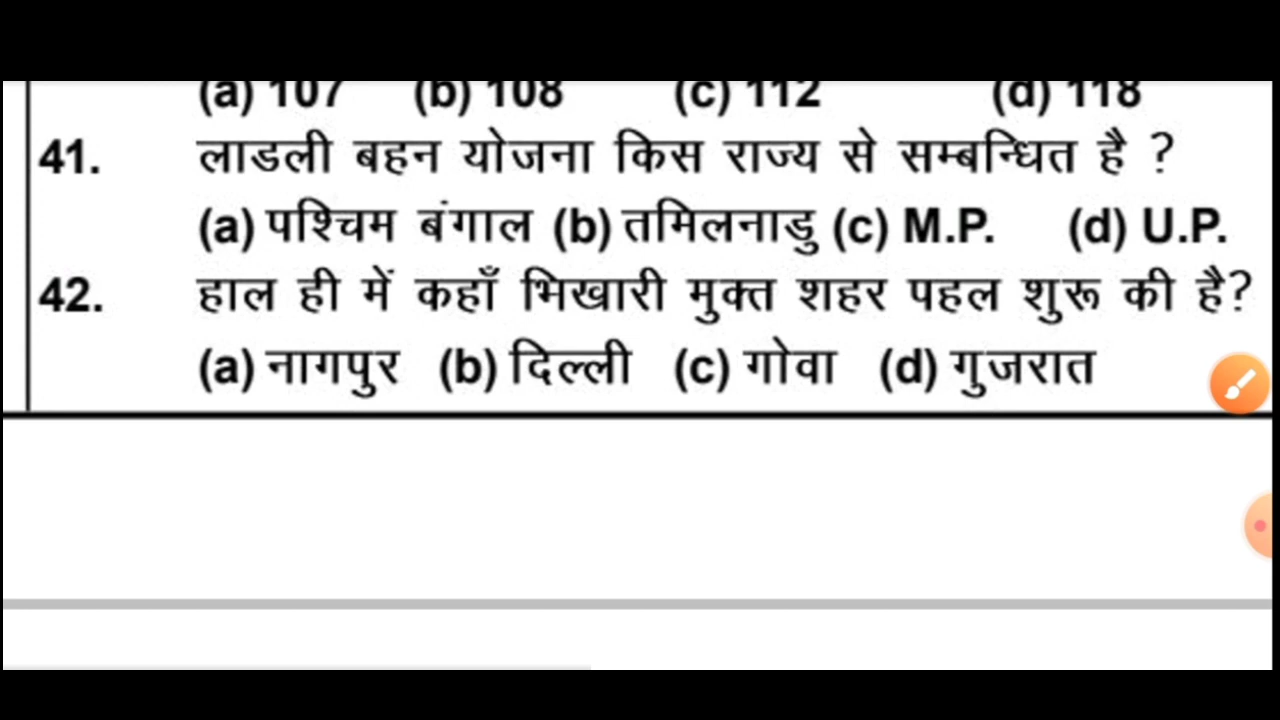 (a) 107 (b) 108 (c) 112 (d) 118
41. लाडली बहन योजना किस राज्य से सम्बन्धित है ?
(a) पश्चिम बंगाल (b) तमिलनाडु (c) M.P. (d) U.P.
42. हाल ही में कहाँ भिखारी मुक्त शहर पहल शुरू की है?
(a) नागपुर (b) दिल्ली (c) गोवा (d) गुजरात